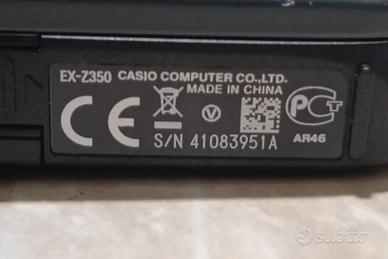 EX-Z350 CASIO COMPUTER CO.,LTD.
MADE IN CHINA
CE
V
PCT
S/N 41083951A
AR46
subito